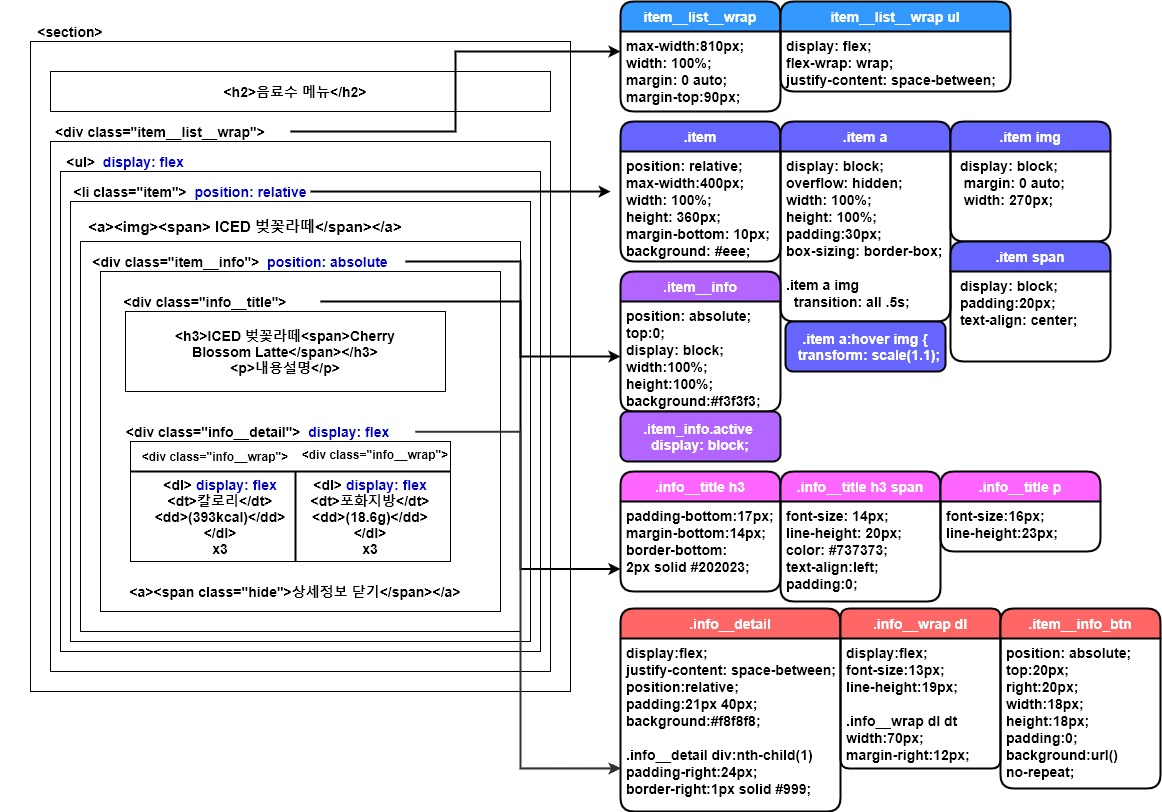 <section>
<h2>음료수 메뉴</h2>
<div class="item__list_wrap">
<ul> display: flex
<li class="item"> position: relative
<a><img><span> ICED 벚꽃라떼</span></a>
<div class="item__info"> position: absolute
<div class="info__title">
<h3>ICED 벚꽃라떼<span>Cherry
Blossom Latte</span></h3>
<p>내용설명</p>
<div class="info__detail"> display: flex
<div class="info__wrap">
<dl> display: flex
<dt>칼로리</dt>
<dd>(393kcal)</dd>
</dl>
x3
<div class="info__wrap">
<dl> display: flex
<dt>포화지방</dt>
<dd>(18.6g)</dd>
</dl>
x3
<a><span class="hide">상세정보 닫기</span></a>
item__list__wrap
max-width:810px;
width: 100%;
margin: 0 auto;
margin-top:90px;
item__list__wrap ul
display: flex;
flex-wrap: wrap;
justify-content: space-between;
.item
position: relative;
max-width:400px;
width: 100%;
height: 360px;
margin-bottom: 10px;
background: #eee;
.item a
display: block;
overflow: hidden;
width: 100%;
height: 100%;
padding:30px;
box-sizing: border-box;
.item a img
transition: all .5s;
.item a:hover img {
transform: scale(1.1);
.item img
display: block;
margin: 0 auto;
width: 270px;
.item span
display: block;
padding:20px;
text-align: center;
.item__info
position: absolute;
top:0;
display: block;
width:100%;
height:100%;
background:#f3f3f3;
.item_info.active
display: block;
.info__title h3
padding-bottom:17px;
margin-bottom:14px;
border-bottom:
2px solid #202023;
.info__title h3 span
font-size: 14px;
line-height: 20px;
color: #737373;
text-align:left;
padding:0;
.info__title p
font-size:16px;
line-height:23px;
.info__detail
display:flex;
justify-content: space-between;
position:relative;
padding:21px 40px;
background:#f8f8f8;
.info__detail div:nth-child(1)
padding-right:24px;
border-right:1px solid #999;
.info__wrap dl
display:flex;
font-size:13px;
line-height:19px;
.info__wrap dl dt
width:70px;
margin-right:12px;
.item__info_btn
position: absolute;
top:20px;
right:20px;
width:18px;
height:18px;
padding:0;
background:url()
no-repeat;